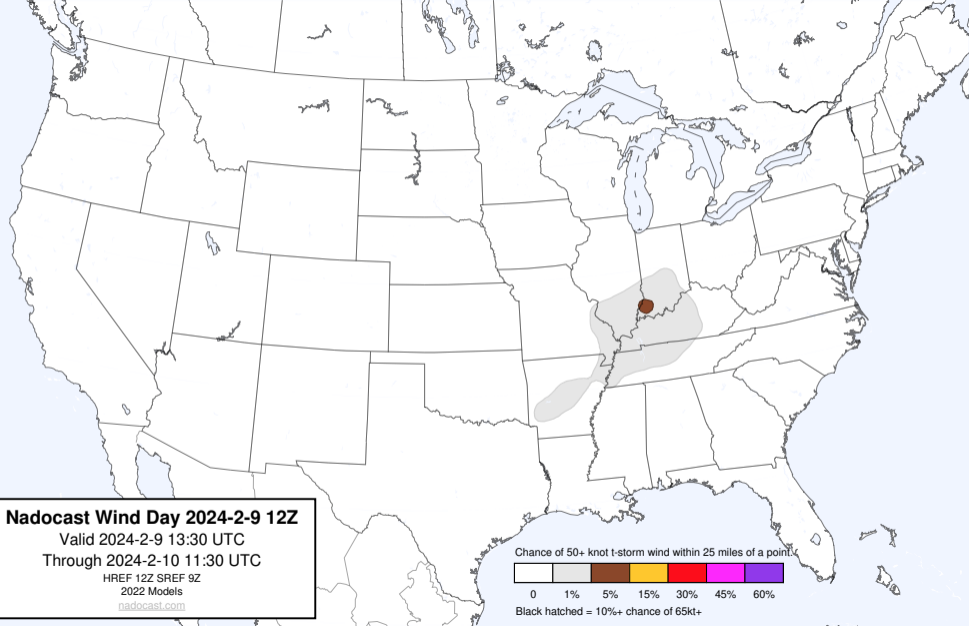 Nadocast Wind Day 2024-2-9 12Z
Valid 2024-2-9 13:30 UTC
Through 2024-2-10 11:30 UTC
HREF 12Z SREF 9Z
2022 Models
nadocast.com
Chance of 50+ knot t-storm wind within 25 miles of a point.
0 1% 5% 15% 30% 45% 60%
Black hatched = 10%+ chance of 65kt+